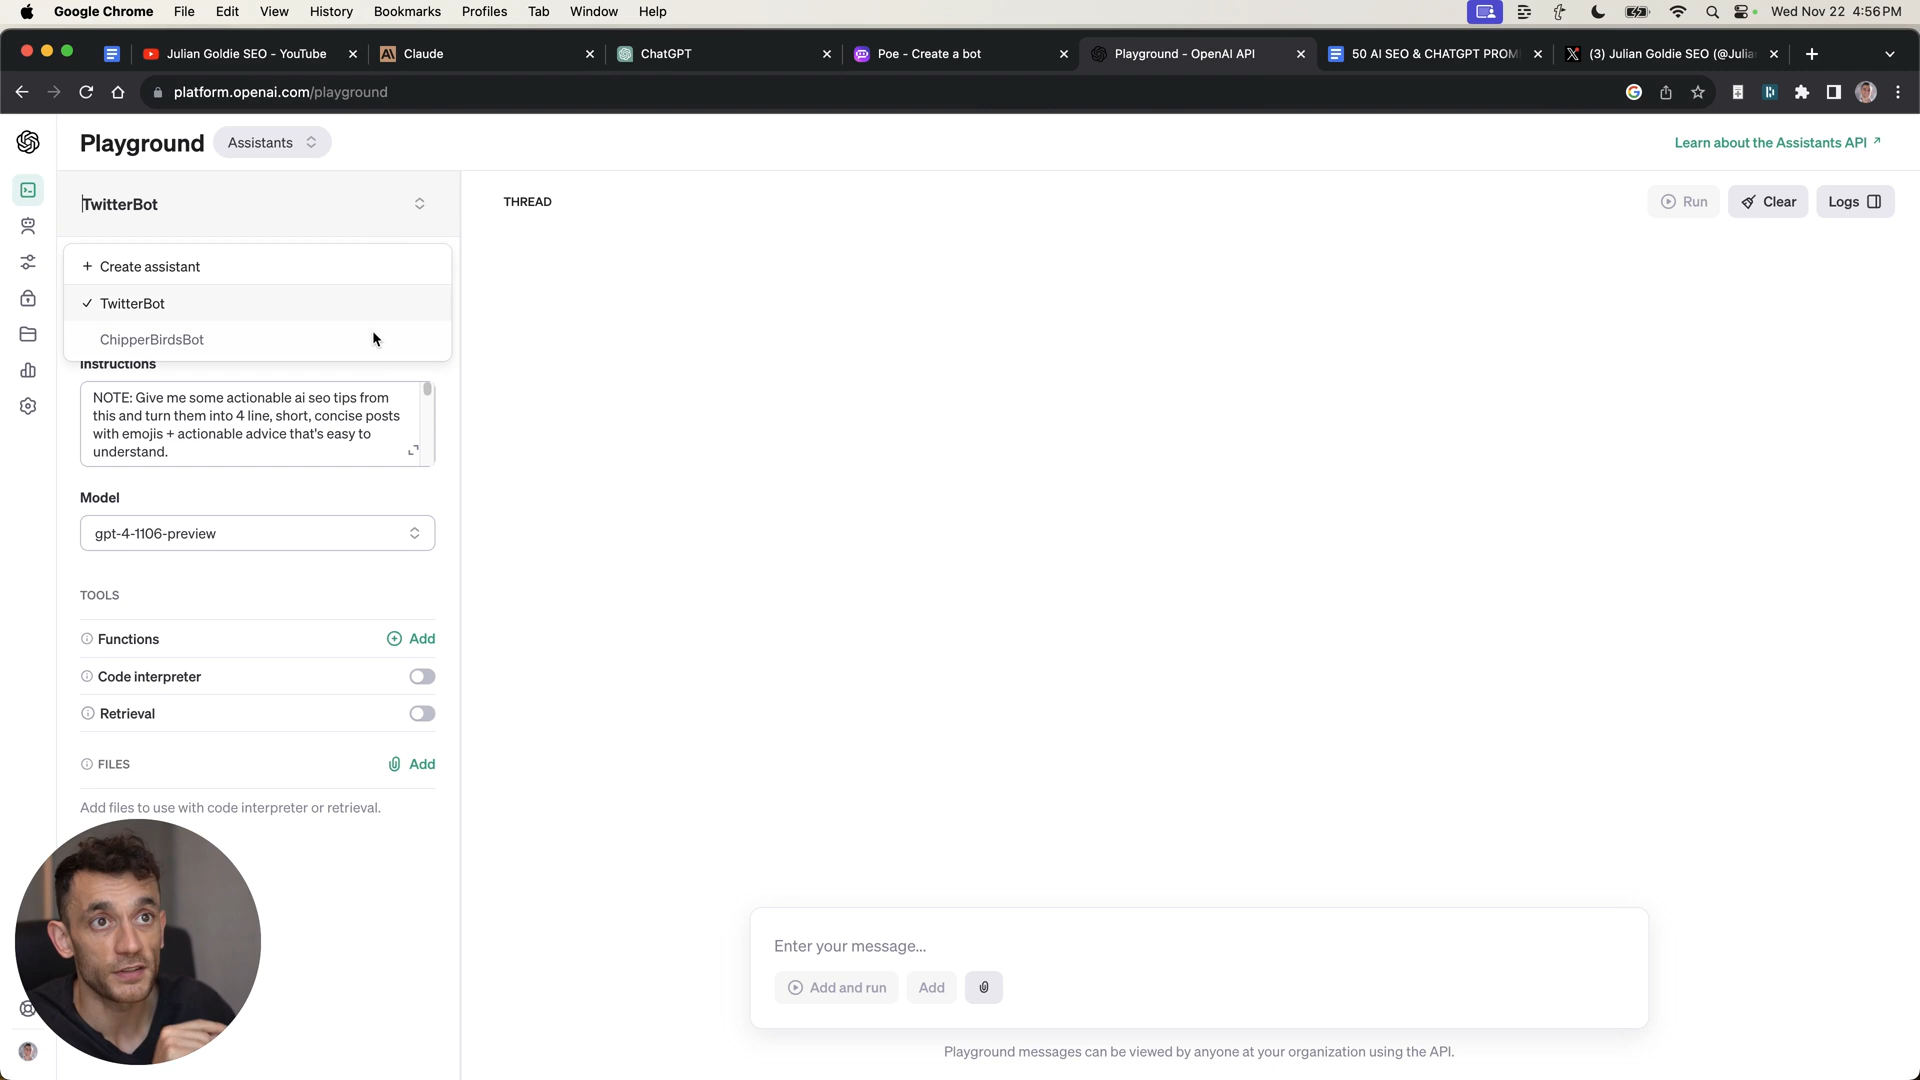 Google Chrome File Edit View History Bookmarks Profiles Tab Window Help Wed Nov 22 4:56 PM
Julian Goldie SEO - YouTube Claude ChatGPT Poe - Create a bot Playground - OpenAI API 50 AI SEO & CHATGPT PROM (3) Julian Goldie SEO (@Julia
platform.openai.com/playground
Playground Assistants Learn about the Assistants API
TwitterBot
THREAD
Run Clear Logs
Create assistant
TwitterBot
ChipperBirdsBot
Instructions
NOTE: Give me some actionable ai seo tips from
this and turn them into 4 line, short, concise posts
with emojis + actionable advice that's easy to
understand.
Model
gpt-4-1106-preview
TOOLS
Functions Add
Code interpreter
Retrieval
FILES Add
Add files to use with code interpreter or retrieval.
Enter your message...
Add and run Add
Playground messages can be viewed by anyone at your organization using the API.